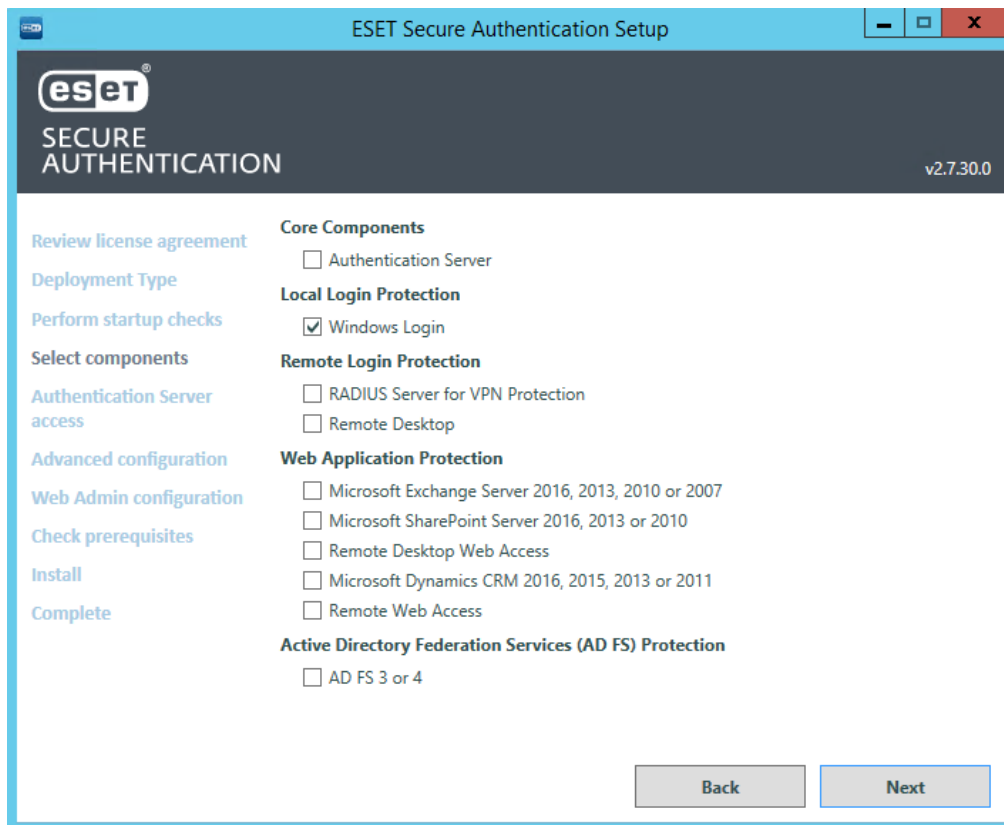 ESET Secure Authentication Setup
eseT®
SECURE
AUTHENTICATION
v2.7.30.0
Review license agreement
Deployment Type
Perform startup checks
Select components
Authentication Server
access
Advanced configuration
Web Admin configuration
Check prerequisites
Install
Complete
Core Components
Authentication Server
Local Login Protection
Windows Login
Remote Login Protection
RADIUS Server for VPN Protection
Remote Desktop
Web Application Protection
Microsoft Exchange Server 2016, 2013, 2010 or 2007
Microsoft SharePoint Server 2016, 2013 or 2010
Remote Desktop Web Access
Microsoft Dynamics CRM 2016, 2015, 2013 or 2011
Remote Web Access
Active Directory Federation Services (AD FS) Protection
AD FS 3 or 4
Back
Next